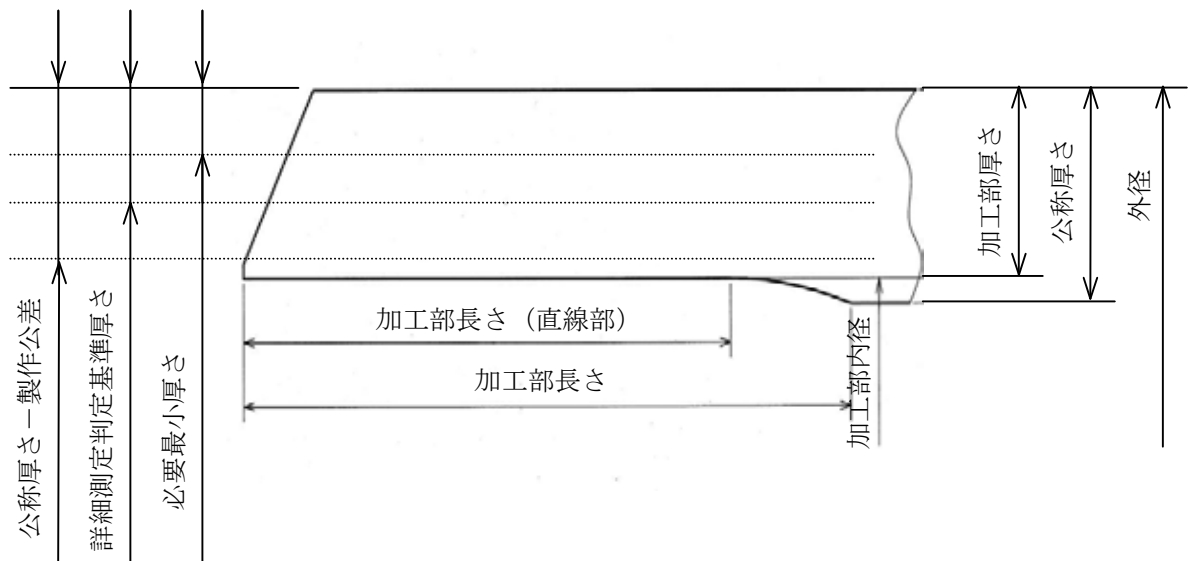 公称厚さ－製作公差
詳細測定判定基準厚さ
必要最小厚さ
加工部長さ（直線部）
加工部長さ
加工部内径
加工部厚さ
公称厚さ
外径